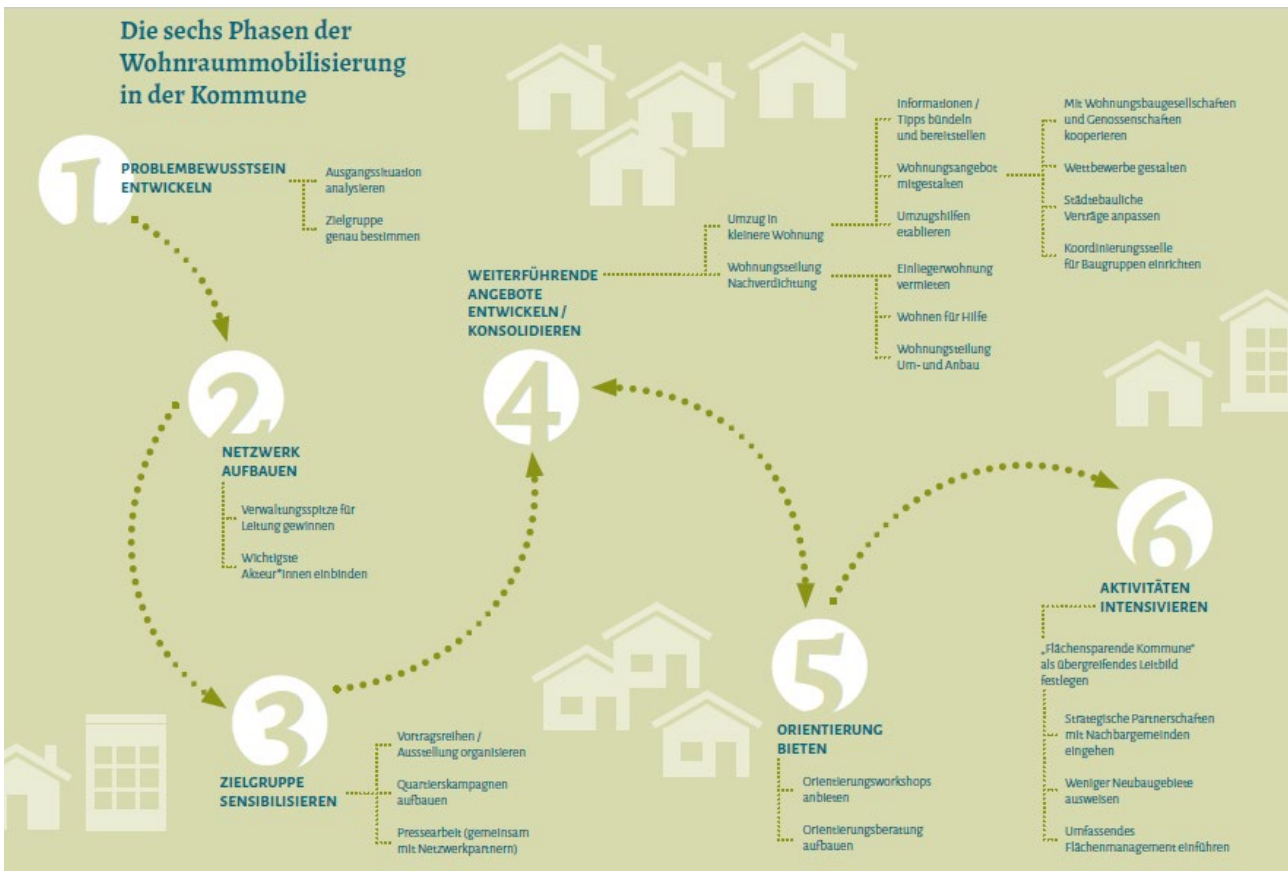 Die sechs Phasen der
Wohnraummobilisierung
in der Kommune
1
PROBLEMBEWUSSTSEIN
ENTWICKELN
Ausgangssituation
analysieren
Zielgruppe
genau bestimmen
2
NETZWERK
AUFBAUEN
Verwaltungsspitze für
Leitung gewinnen
Wichtigste
Akteur*innen einbinden
3
ZIELGRUPPE
SENSIBILISIEREN
Vortragsreihen /
Ausstellung organisieren
Quartierskampagnen
aufbauen
Pressearbeit (gemeinsam
mit Netzwerkpartnern)
WEITERFÜHRENDE
ANGEBOTE
ENTWICKELN /
KONSOLIDIEREN
4
Umzug in
kleinere Wohnung
Wohnungsteilung
Nachverdichtung
Informationen /
Tipps bündeln
und bereitstellen
Wohnungsangebot
mitgestalten
Umzugshilfen
etablieren
Einliegerwohnung
vermieten
Wohnen für Hilfe
Wohnungsteilung
Um- und Anbau
Mit Wohnungsbaugesellschaften
und Genossenschaften
kooperieren
Wettbewerbe gestalten
Städtebauliche
Verträge anpassen
Koordinierungsstelle
für Baugruppen einrichten
5
ORIENTIERUNG
BIETEN
Orientierungsworkshops
anbieten
Orientierungsberatung
aufbauen
6
AKTIVITÄTEN
INTENSIVIEREN
„Flächensparende Kommune“
als übergreifendes Leitbild
festlegen
Strategische Partnerschaften
mit Nachbargemeinden
eingehen
Weniger Neubaugebiete
ausweisen
Umfassendes
Flächenmanagement einführen